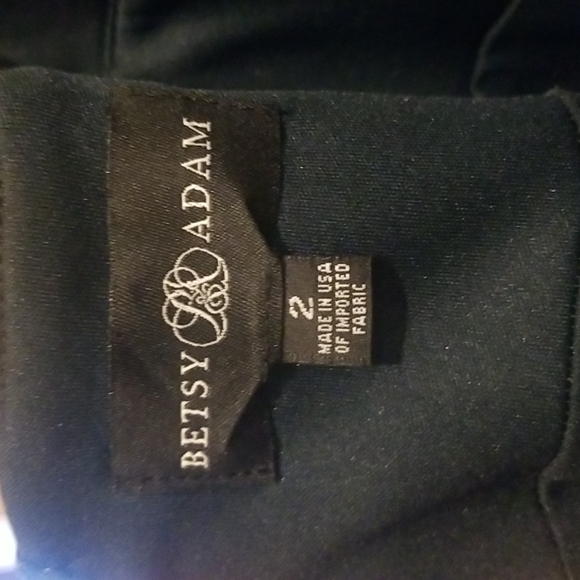 BETSY ADAM
2
MADE IN USA
OF IMPORTED
FABRIC